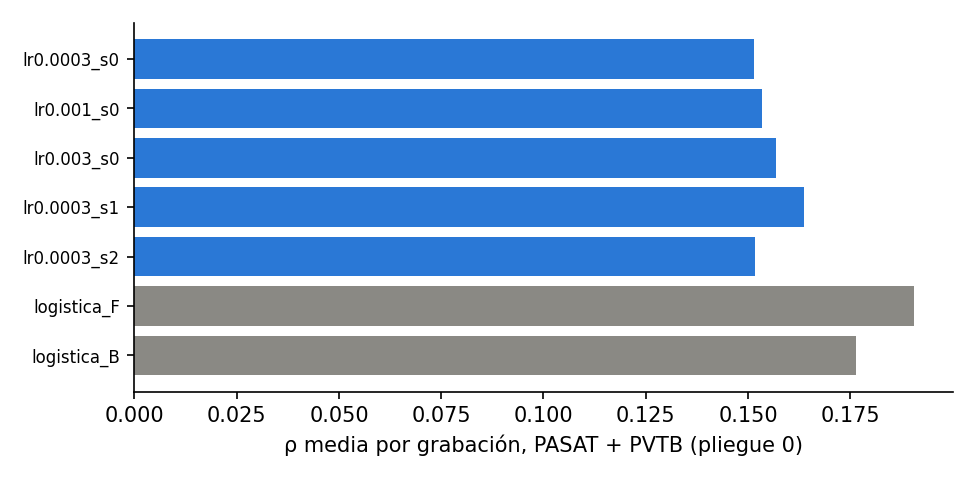 lr0.0003_s0
lr0.001_s0
lr0.003_s0
lr0.0003_s1
lr0.0003_s2
logistica_F
logistica_B
0.000 0.025 0.050 0.075 0.100 0.125 0.150 0.175
ρ media por grabación, PASAT + PVTB (pliegue 0)